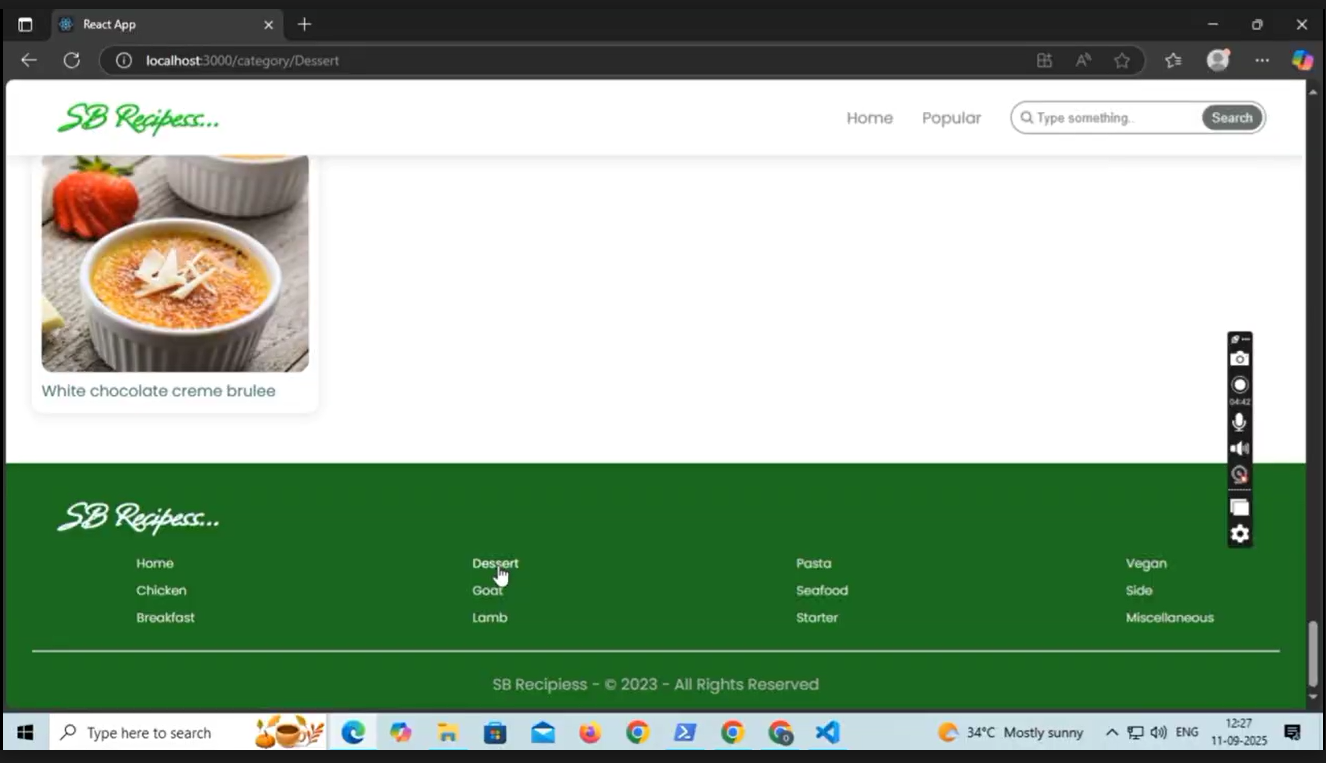 React App
localhost:3000/category/Dessert
SB Recipess...
Home Popular Type something.. Search
White chocolate creme brulee
04:42
SB Recipess...
Home Dessert Pasta Vegan
Chicken Goat Seafood Side
Breakfast Lamb Starter Miscellaneous
SB Recipiess - © 2023 - All Rights Reserved
Type here to search 34°C Mostly sunny ENG 12:27
11-09-2025